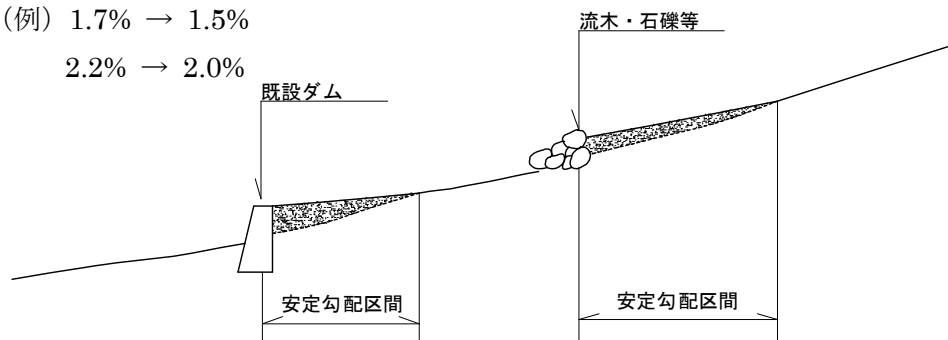 (例) 1.7% → 1.5%
2.2% → 2.0%
流木・石礫等
既設ダム
安定勾配区間
安定勾配区間